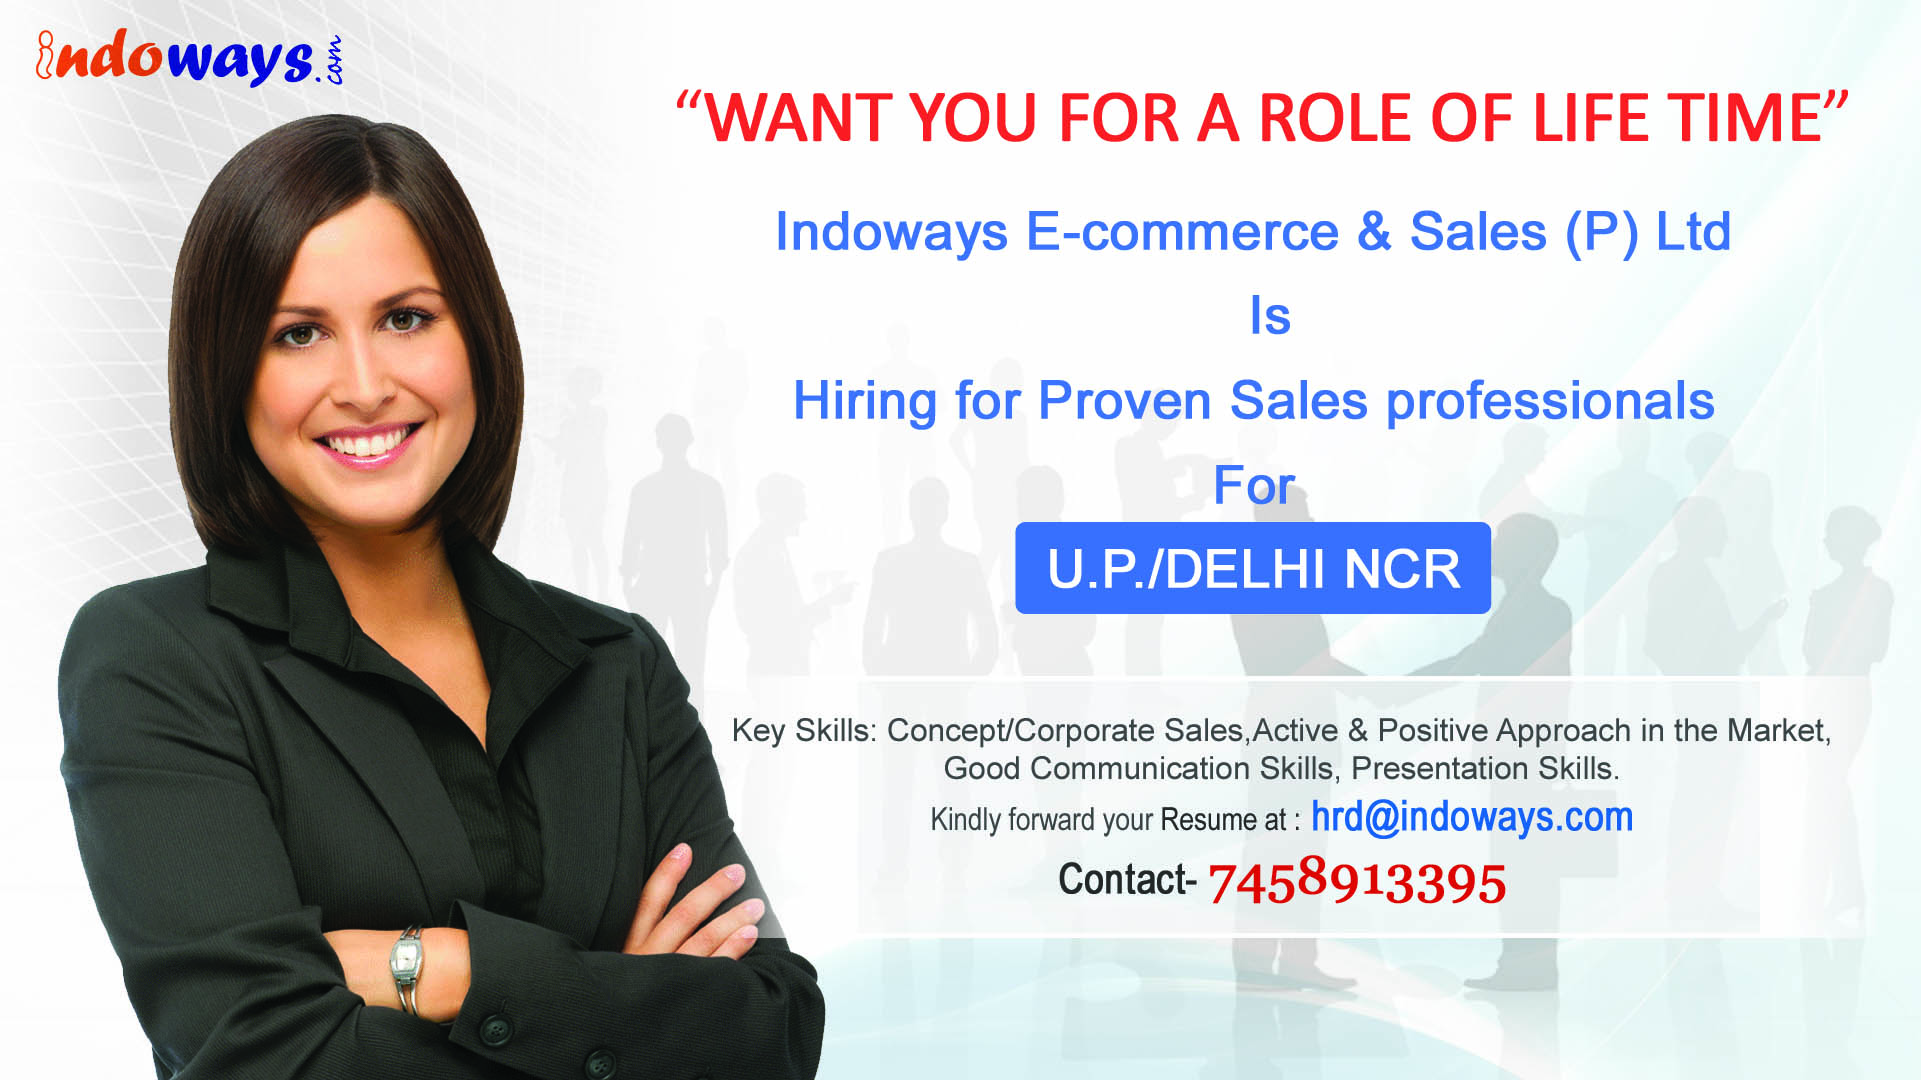 indoways.com
“WANT YOU FOR A ROLE OF LIFE TIME”
Indoways E-commerce & Sales (P) Ltd
Is
Hiring for Proven Sales professionals
For
U.P./DELHI NCR
Key Skills: Concept/Corporate Sales,Active & Positive Approach in the Market,
Good Communication Skills, Presentation Skills.
Kindly forward your Resume at : hrd@indoways.com
Contact- 7458913395